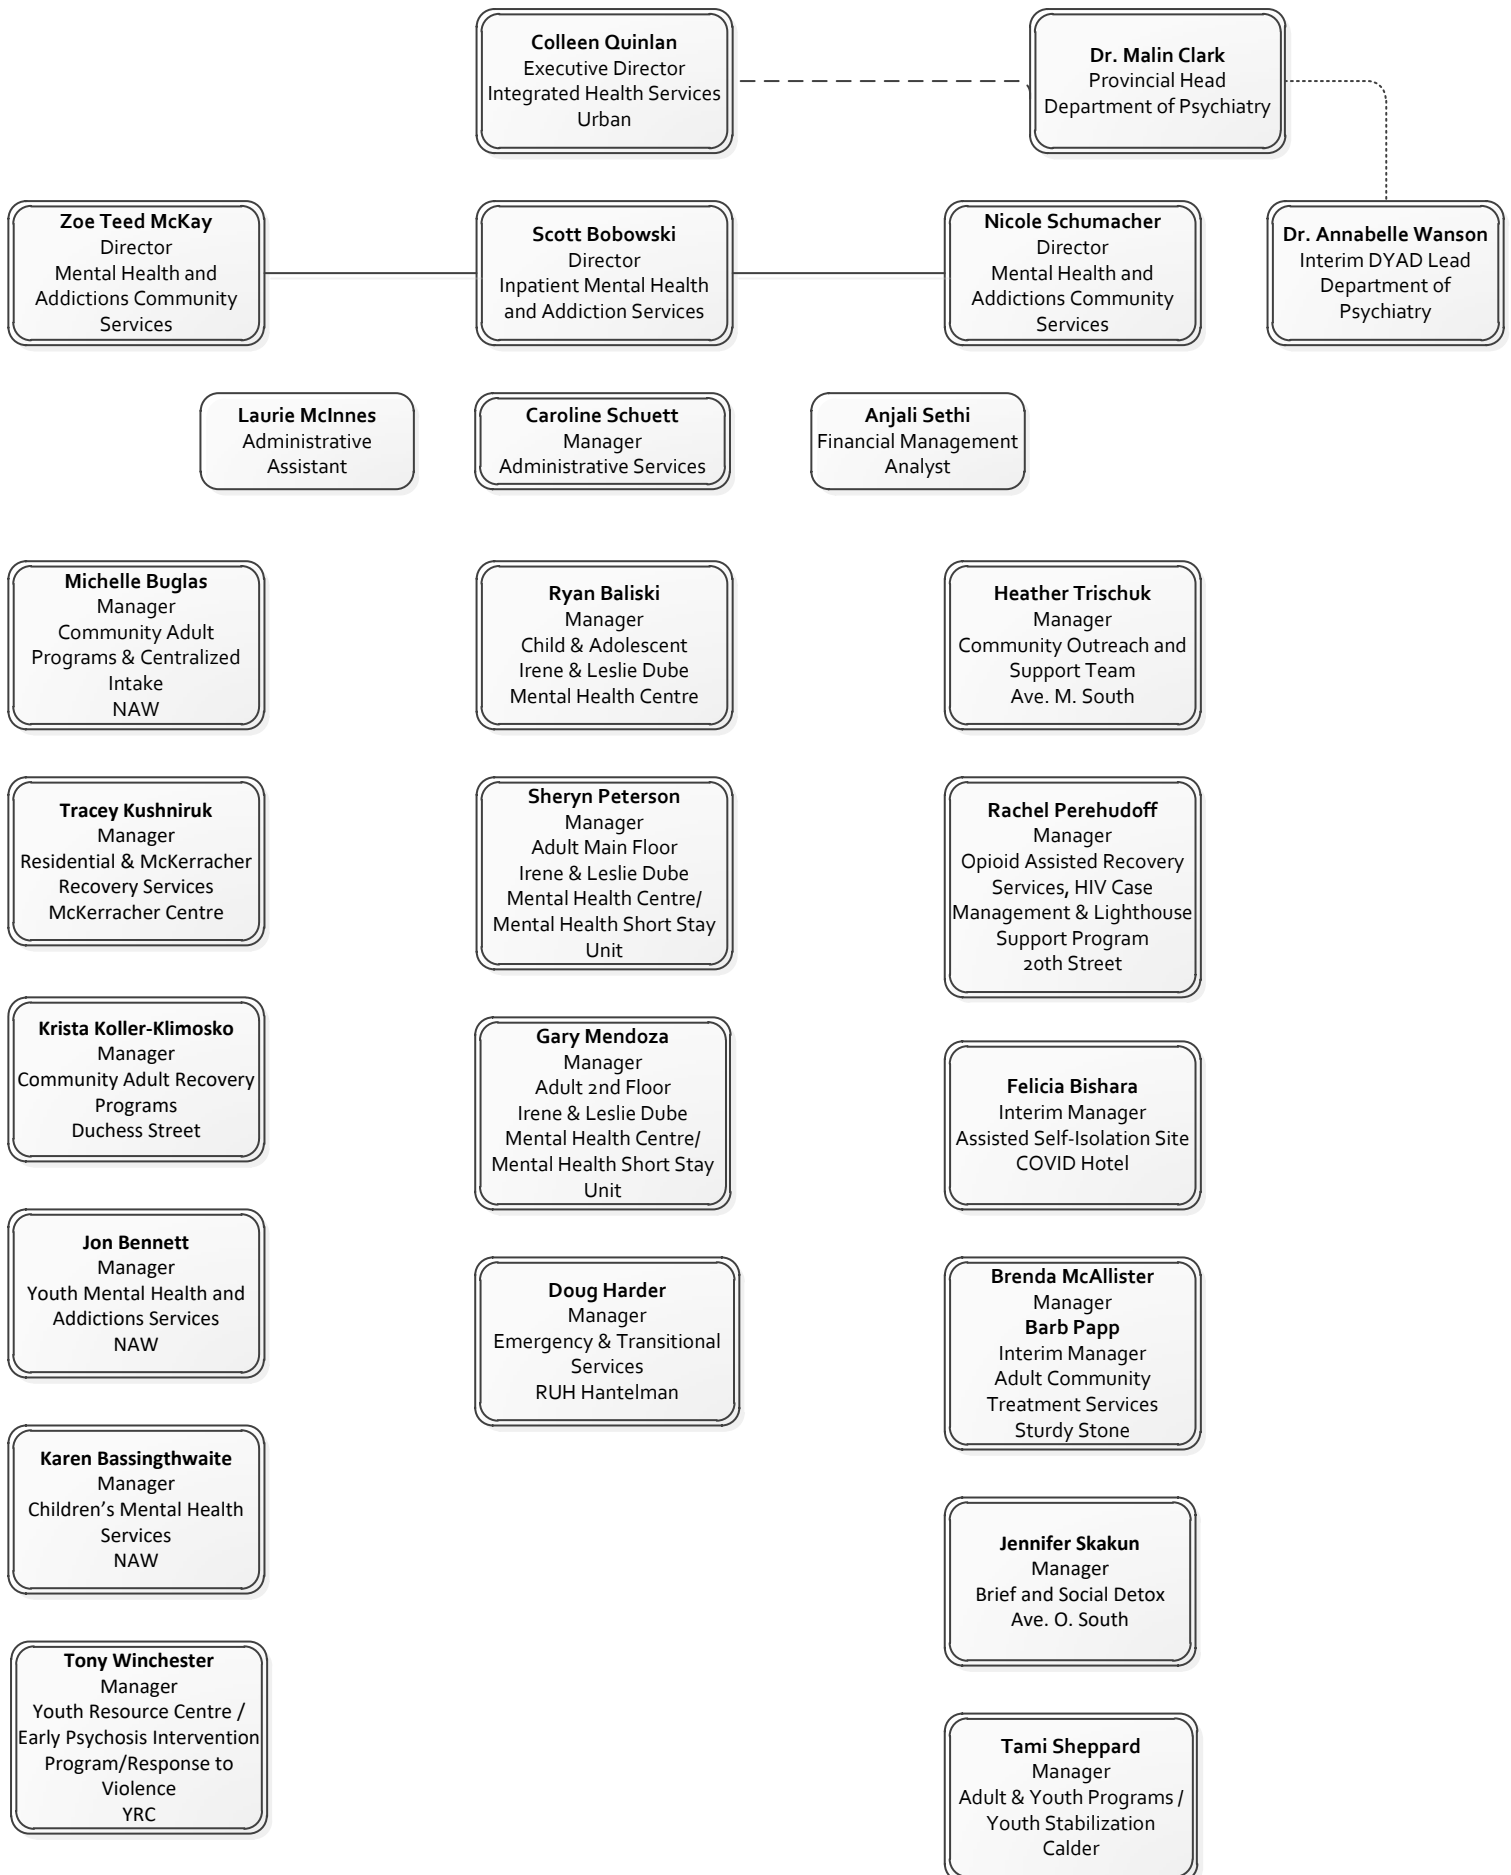 Colleen Quinlan
Executive Director
Integrated Health Services
Urban
Dr. Malin Clark
Provincial Head
Department of Psychiatry
Zoe Teed McKay
Director
Mental Health and
Addictions Community
Services
Scott Bobowski
Director
Inpatient Mental Health
and Addiction Services
Nicole Schumacher
Director
Mental Health and
Addictions Community
Services
Dr. Annabelle Wanson
Interim DYAD Lead
Department of
Psychiatry
Laurie McInnes
Administrative
Assistant
Caroline Schuett
Manager
Administrative Services
Anjali Sethi
Financial Management
Analyst
Michelle Buglas
Manager
Community Adult
Programs & Centralized
Intake
NAW
Ryan Baliski
Manager
Child & Adolescent
Irene & Leslie Dube
Mental Health Centre
Heather Trischuk
Manager
Community Outreach and
Support Team
Ave. M. South
Tracey Kushniruk
Manager
Residential & McKerracher
Recovery Services
McKerracher Centre
Sheryn Peterson
Manager
Adult Main Floor
Irene & Leslie Dube
Mental Health Centre/
Mental Health Short Stay
Unit
Rachel Perehudoff
Manager
Opioid Assisted Recovery
Services, HIV Case
Management & Lighthouse
Support Program
20th Street
Krista Koller-Klimosko
Manager
Community Adult Recovery
Programs
Duchess Street
Gary Mendoza
Manager
Adult 2nd Floor
Irene & Leslie Dube
Mental Health Centre/
Mental Health Short Stay
Unit
Felicia Bishara
Interim Manager
Assisted Self-Isolation Site
COVID Hotel
Jon Bennett
Manager
Youth Mental Health and
Addictions Services
NAW
Doug Harder
Manager
Emergency & Transitional
Services
RUH Hantelman
Brenda McAllister
Manager
Barb Papp
Interim Manager
Adult Community
Treatment Services
Sturdy Stone
Karen Bassingthwaite
Manager
Children’s Mental Health
Services
NAW
Jennifer Skakun
Manager
Brief and Social Detox
Ave. O. South
Tony Winchester
Manager
Youth Resource Centre /
Early Psychosis Intervention
Program/Response to
Violence
YRC
Tami Sheppard
Manager
Adult & Youth Programs /
Youth Stabilization
Calder